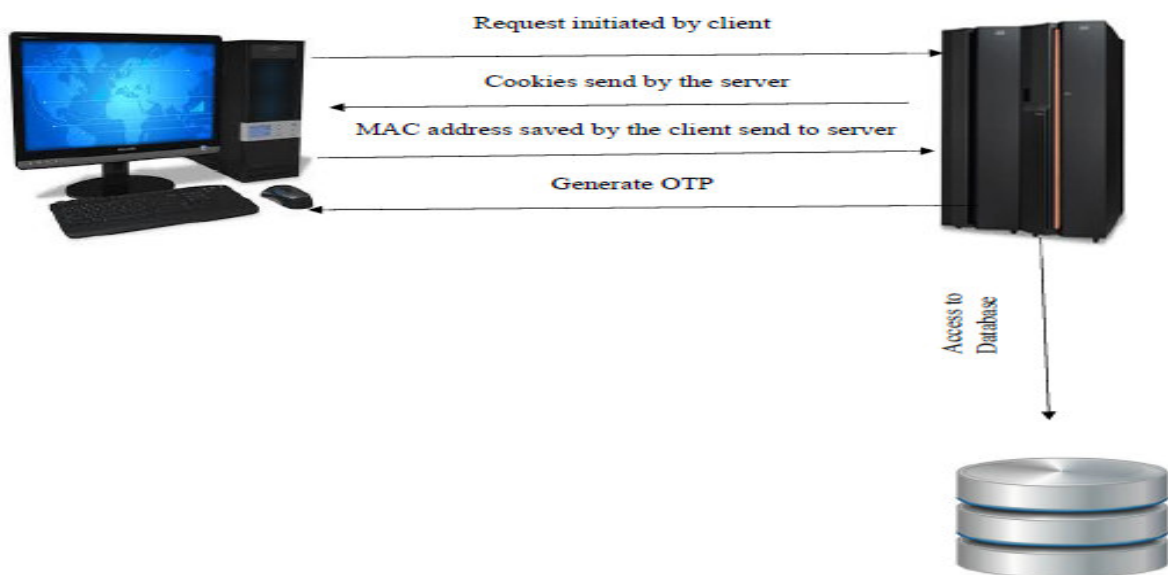 Request initiated by client
Cookies send by the server
MAC address saved by the client send to server
Generate OTP
Access to
Database